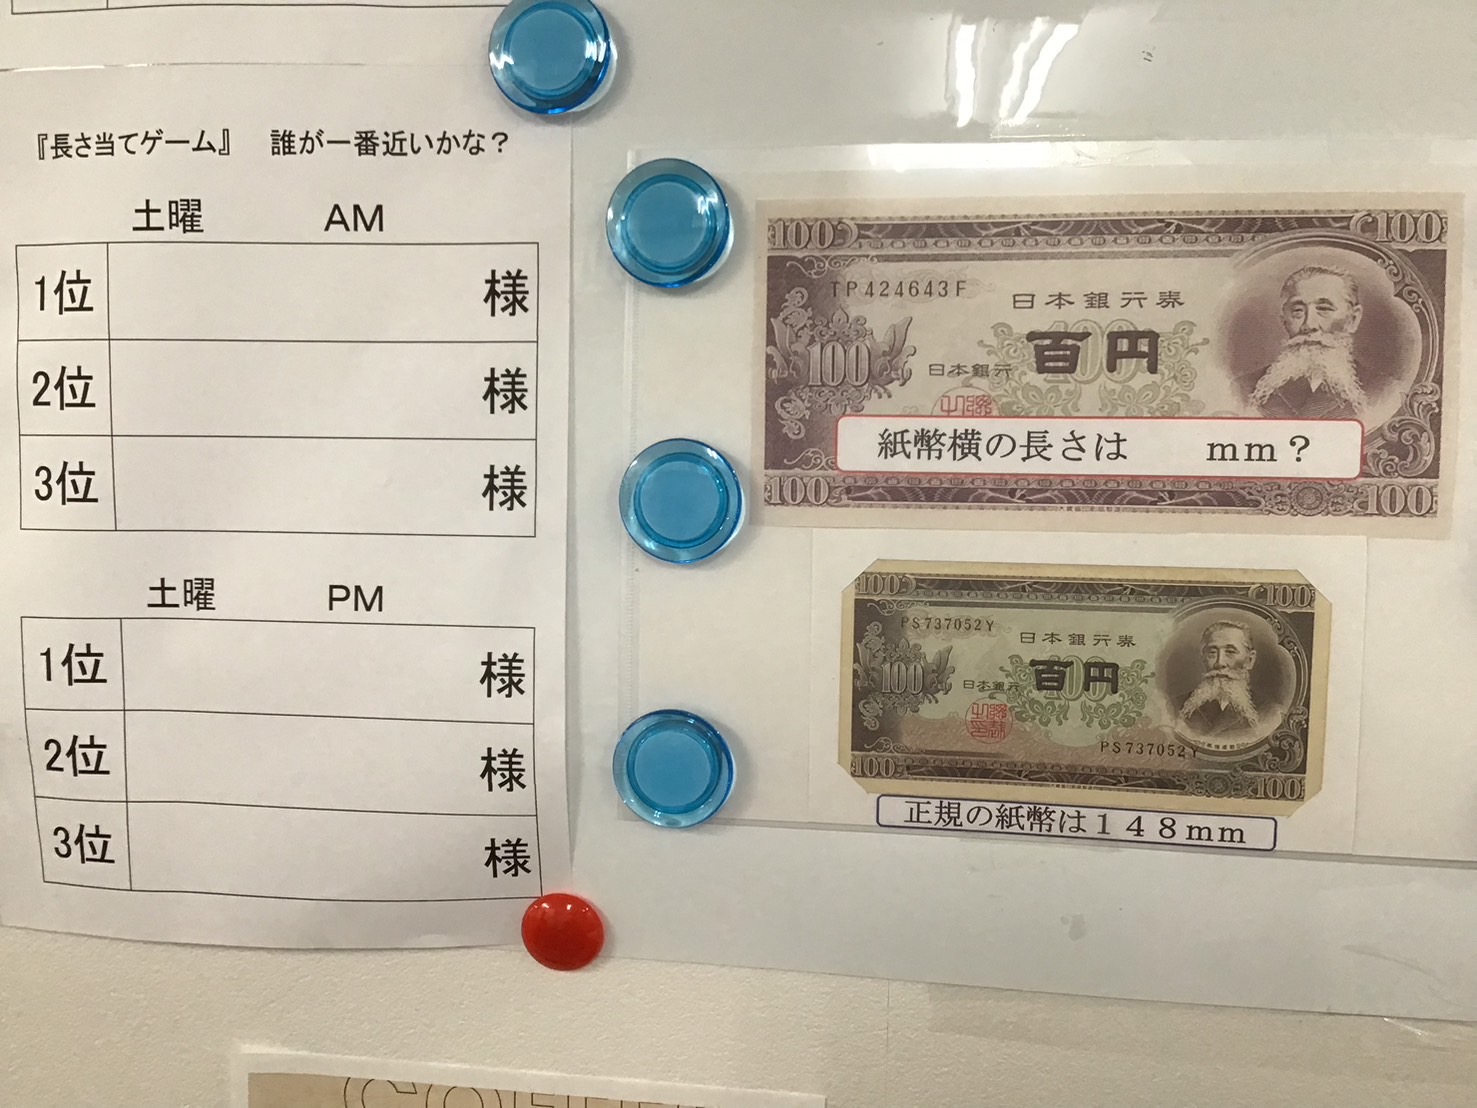 『長さ当てゲーム』　誰が一番近いかな？
土曜　AM
1位　様
2位　様
3位　様
土曜　PM
1位　様
2位　様
3位　様
100　100
TP424643F
日本銀行券
百円
100
日本銀行
紙幣横の長さは　　mm？
100　100
100　100
PS737052Y
日本銀行券
百円
100
日本銀行
PS737052Y
100　100
正規の紙幣は１４８mm